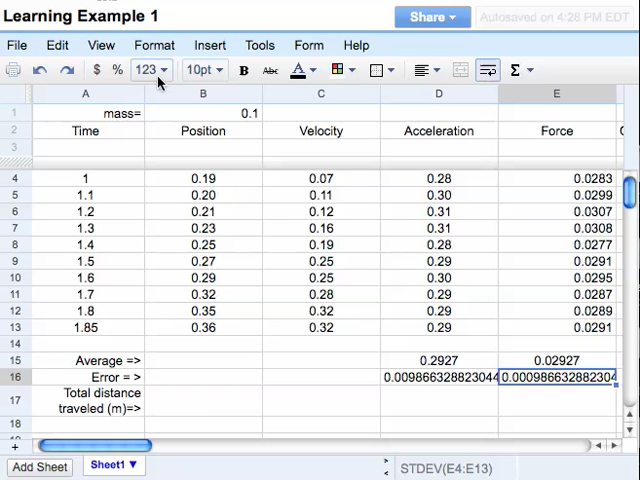 Learning Example 1
Share
Autosaved on 4:28 PM EDT
File Edit View Format Insert Tools Form Help
$ % 123 10pt B Abc A Σ
A B C D E
1 mass= 0.1
2 Time Position Velocity Acceleration Force
3
4 1 0.19 0.07 0.28 0.0283
5 1.1 0.20 0.11 0.30 0.0299
6 1.2 0.21 0.12 0.31 0.0307
7 1.3 0.23 0.16 0.31 0.0308
8 1.4 0.25 0.19 0.28 0.0277
9 1.5 0.27 0.25 0.29 0.0291
10 1.6 0.29 0.25 0.30 0.0295
11 1.7 0.32 0.28 0.29 0.0287
12 1.8 0.35 0.32 0.29 0.0289
13 1.85 0.36 0.32 0.29 0.0291
14
15 Average => 0.2927 0.02927
16 Error = > 0.009866328823044 0.000986632882304
17 Total distance
traveled (m)=>
18
+
Add Sheet Sheet1 STDEV(E4:E13)